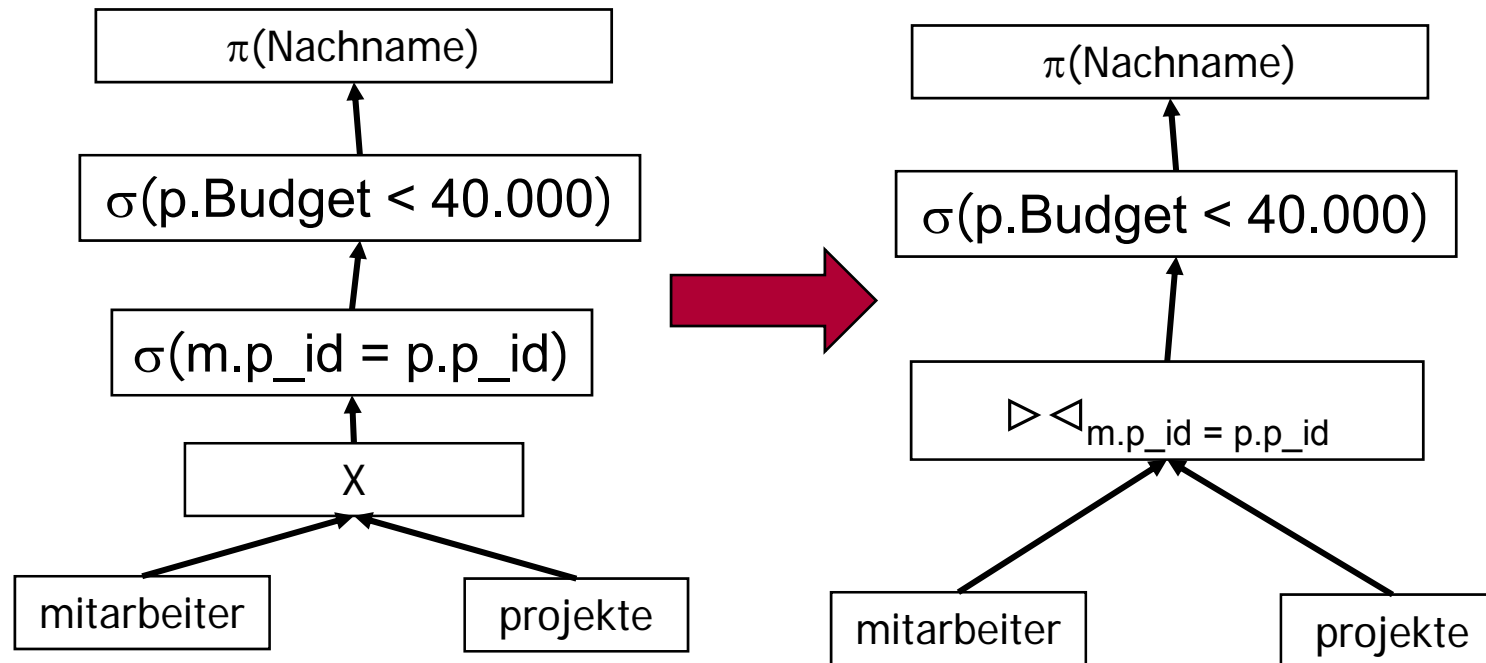 π(Nachname)
σ(p.Budget < 40.000)
σ(m.p_id = p.p_id)
X
mitarbeiter
projekte
π(Nachname)
σ(p.Budget < 40.000)
▷◁m.p_id = p.p_id
mitarbeiter
projekte